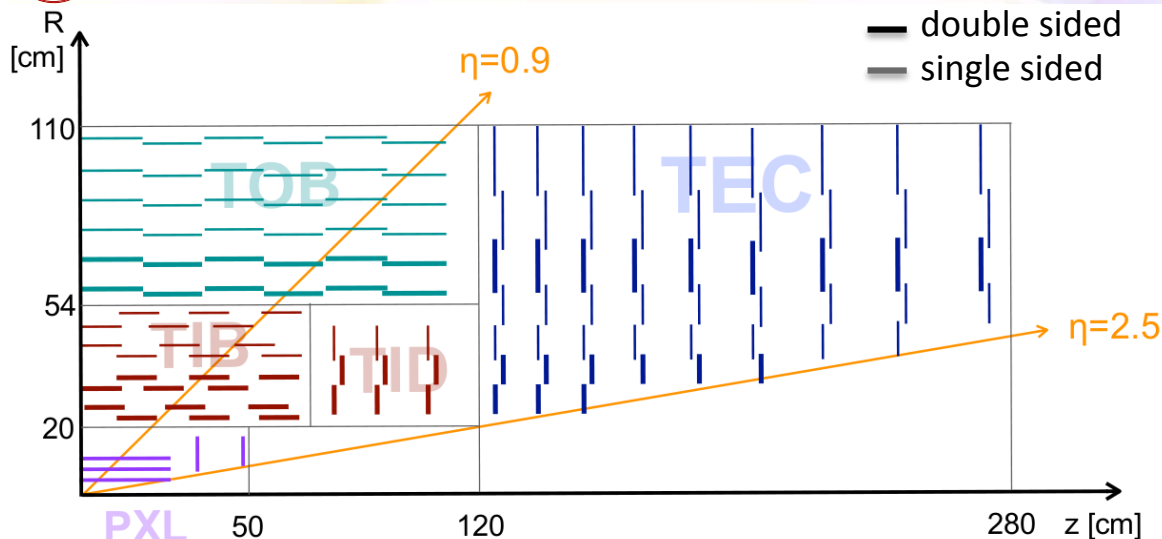 R
[cm]
double sided
single sided
η=0.9
110
TOB
TEC
54
TIB
TID
η=2.5
20
PXL
50
120
280
z [cm]